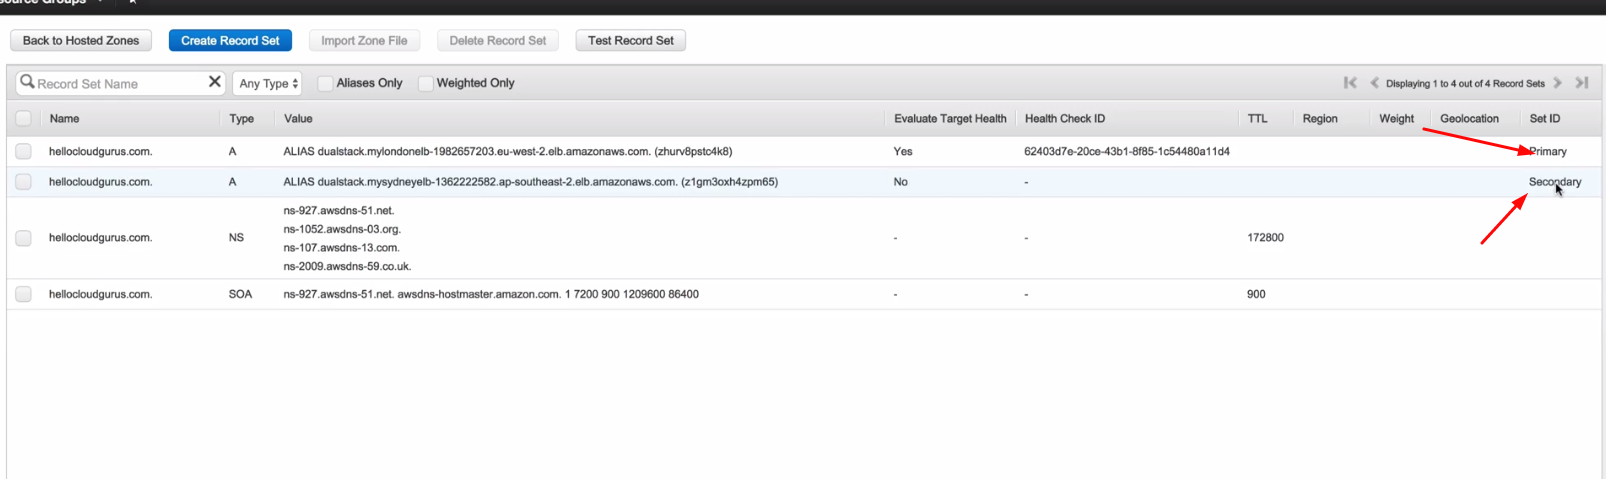 source Groups
Back to Hosted Zones Create Record Set Import Zone File Delete Record Set Test Record Set
Record Set Name Any Type Aliases Only Weighted Only Displaying 1 to 4 out of 4 Record Sets
Name Type Value Evaluate Target Health Health Check ID TTL Region Weight Geolocation Set ID
hellocloudgurus.com. A ALIAS dualstack.mylondonelb-1982657203.eu-west-2.elb.amazonaws.com. (zhurv8pstc4k8) Yes 62403d7e-20ce-43b1-8f85-1c54480a11d4 Primary
hellocloudgurus.com. A ALIAS dualstack.mysydneyelb-1362222582.ap-southeast-2.elb.amazonaws.com. (z1gm3oxh4zpm65) No - Secondary
ns-927.awsdns-51.net.
ns-1052.awsdns-03.org.
hellocloudgurus.com. NS - - 172800
ns-107.awsdns-13.com.
ns-2009.awsdns-59.co.uk.
hellocloudgurus.com. SOA ns-927.awsdns-51.net. awsdns-hostmaster.amazon.com. 1 7200 900 1209600 86400 - - 900